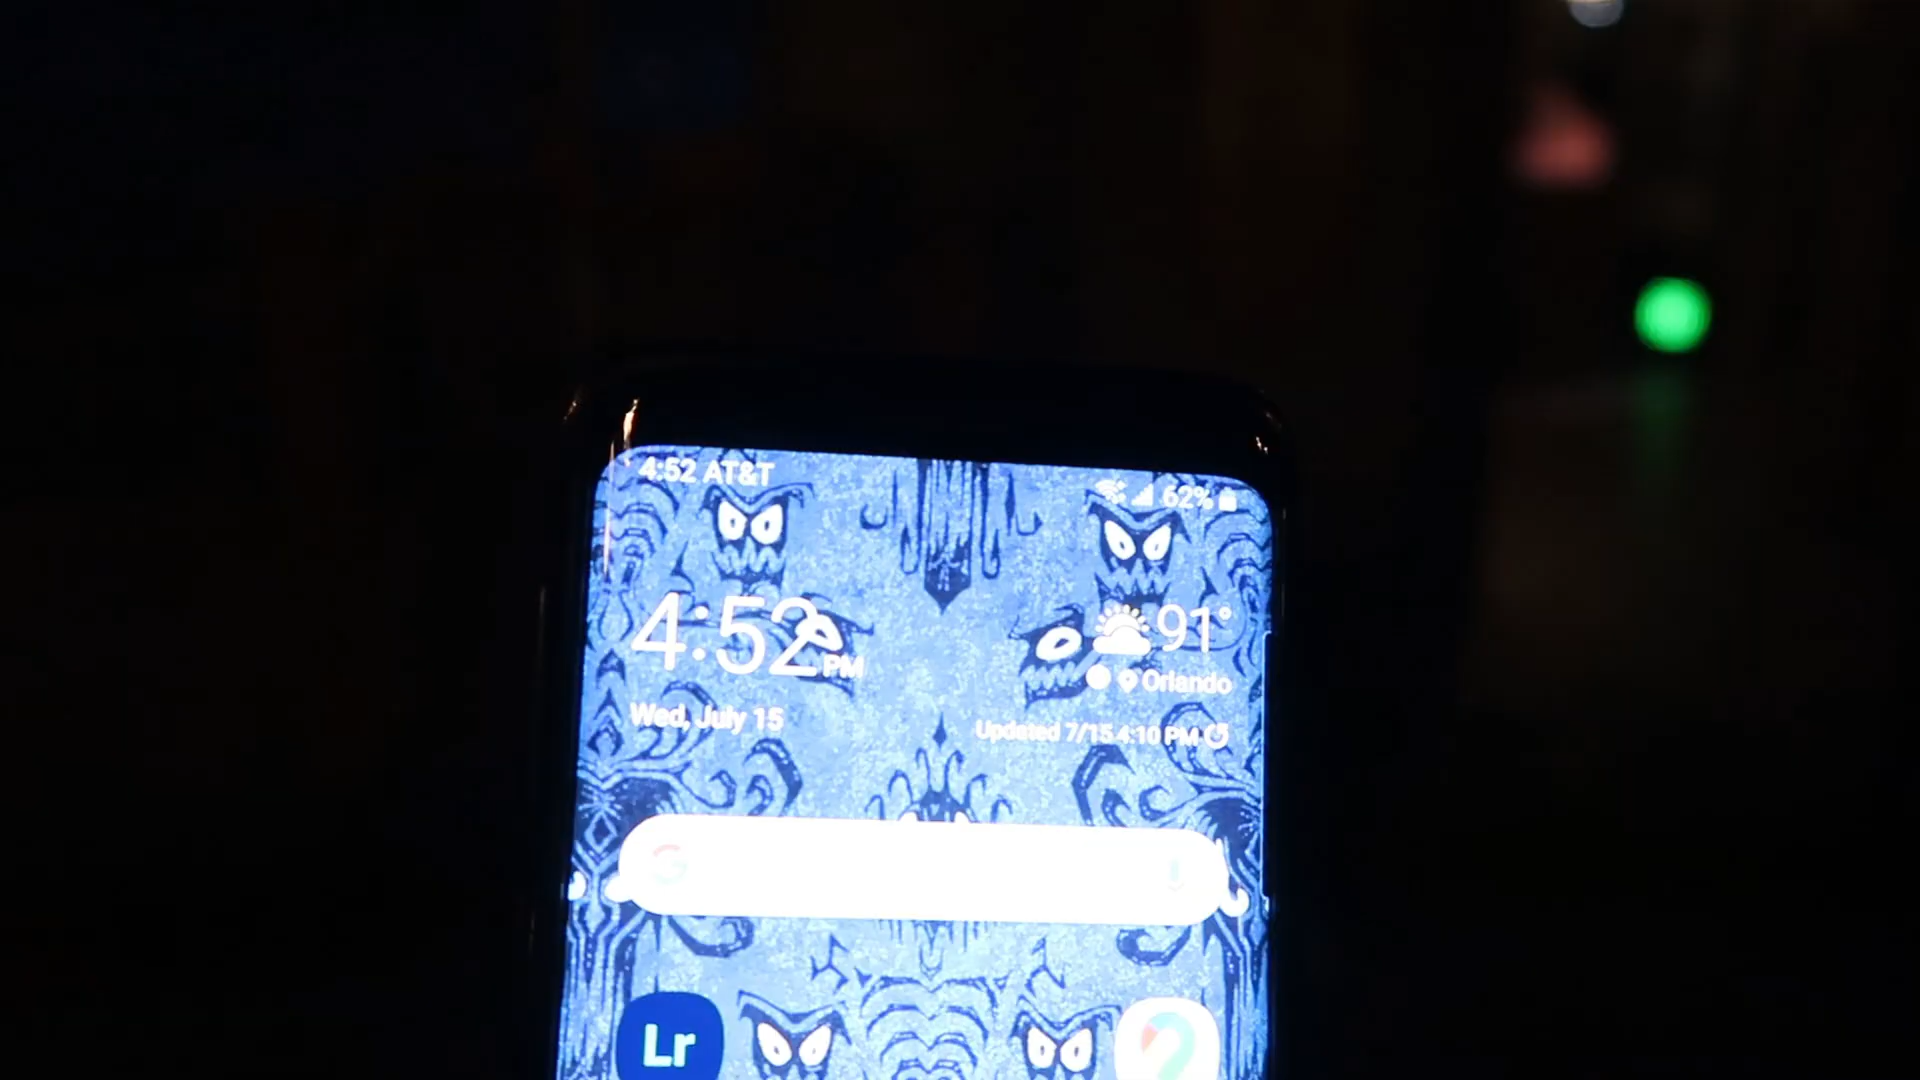 4:52 AT&T
62%
4:52 PM
91°
Orlando
Wed, July 15
Updated 7/15 4:10 PM
G
Lr